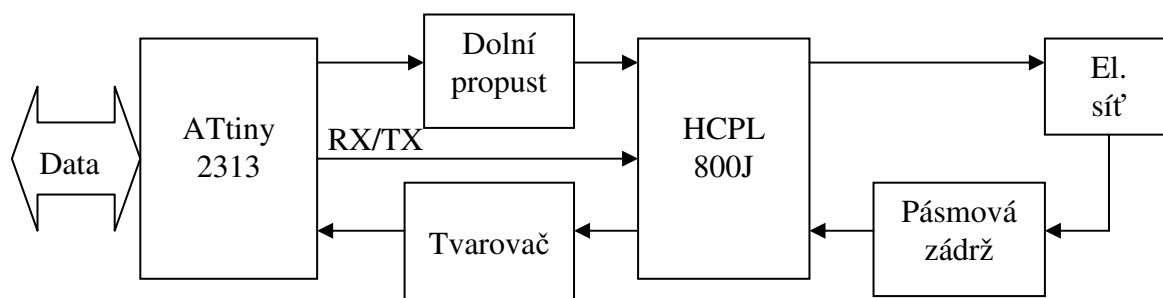 Data
ATtiny
2313
Dolní
propust
RX/TX
Tvarovač
HCPL
800J
El.
síť
Pásmová
zádrž